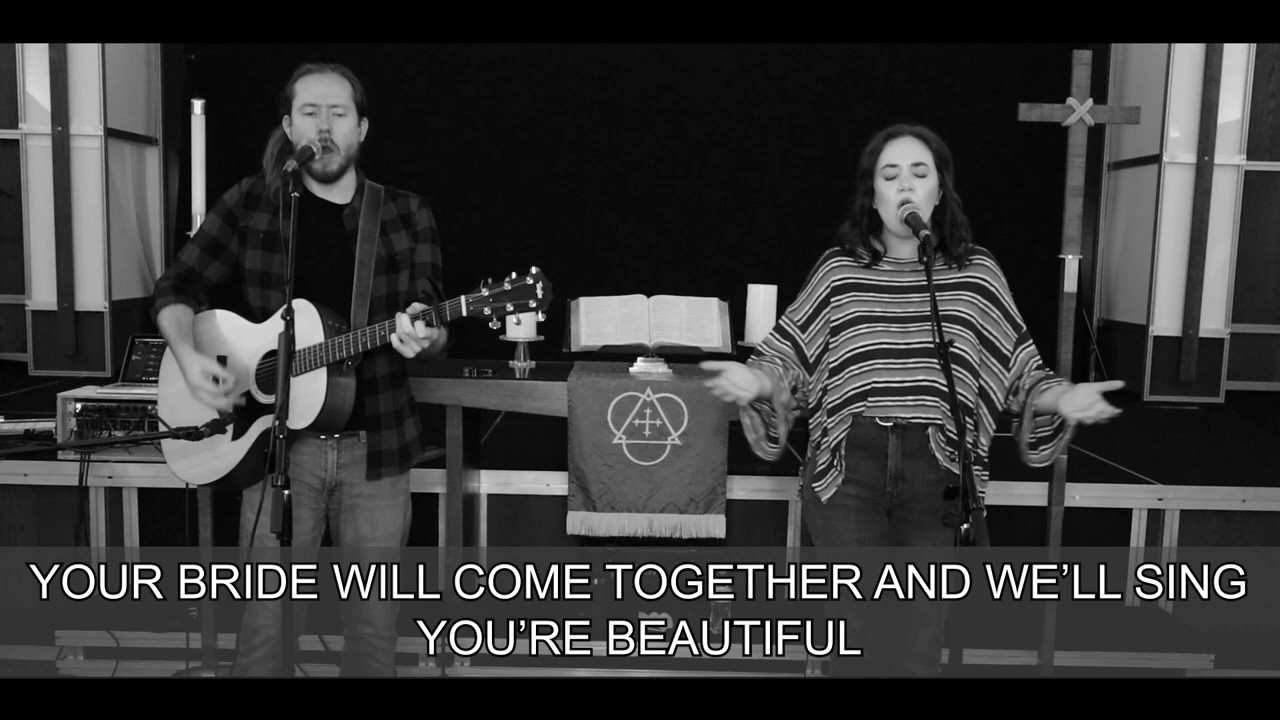 YOUR BRIDE WILL COME TOGETHER AND WE’LL SING
YOU’RE BEAUTIFUL